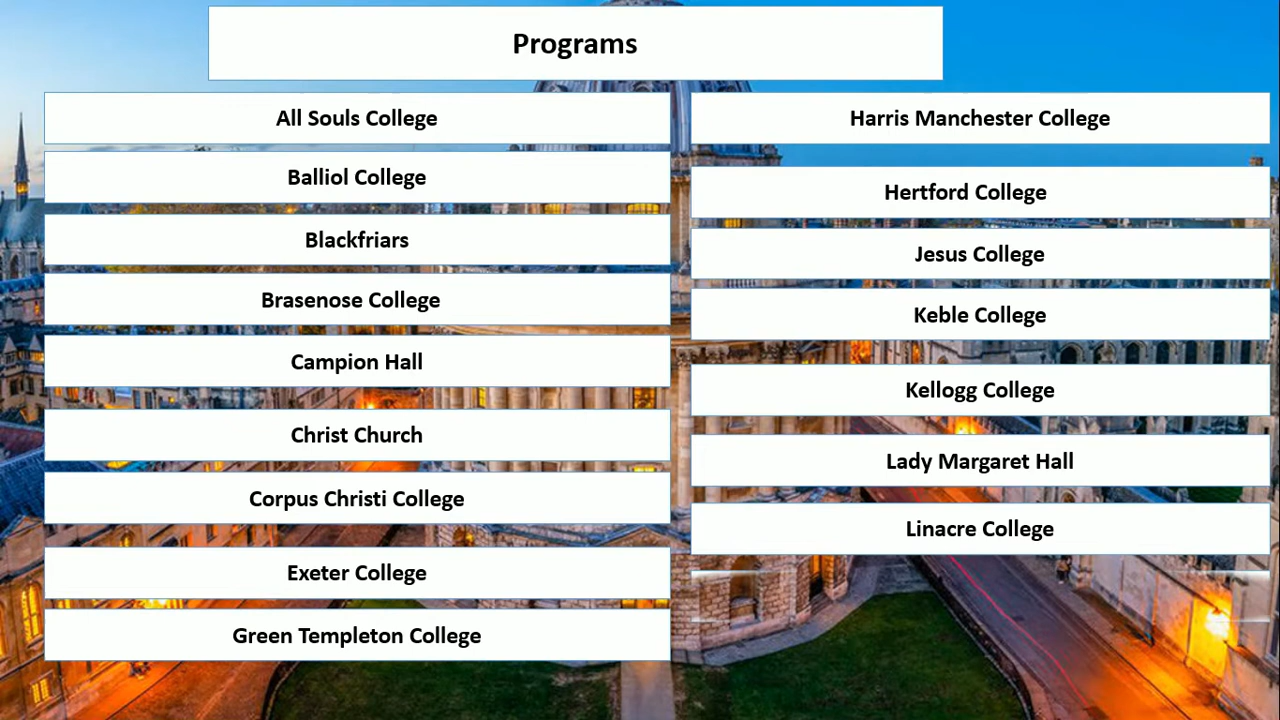 Programs
All Souls College
Balliol College
Blackfriars
Brasenose College
Campion Hall
Christ Church
Corpus Christi College
Exeter College
Green Templeton College
Harris Manchester College
Hertford College
Jesus College
Keble College
Kellogg College
Lady Margaret Hall
Linacre College